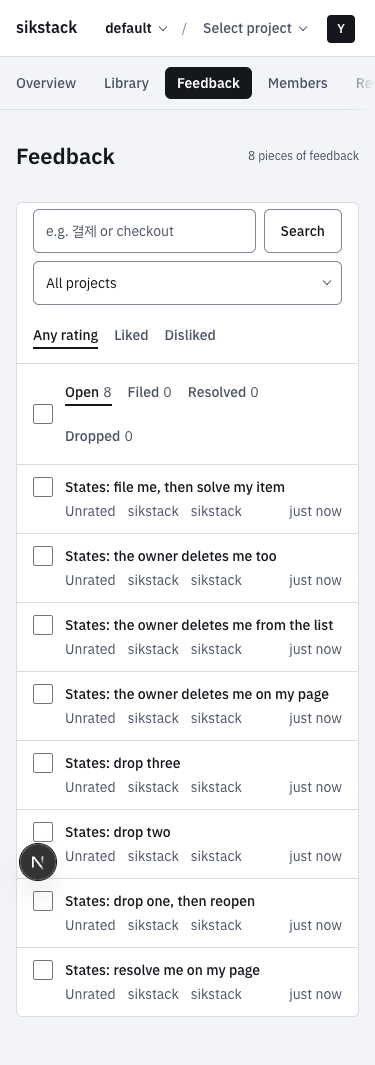 sikstack default / Select project Y
Overview Library Feedback Members Re
Feedback 8 pieces of feedback
e.g. 결제 or checkout Search
All projects
Any rating Liked Disliked
Open 8 Filed 0 Resolved 0
Dropped 0
States: file me, then solve my item
Unrated sikstack sikstack just now
States: the owner deletes me too
Unrated sikstack sikstack just now
States: the owner deletes me from the list
Unrated sikstack sikstack just now
States: the owner deletes me on my page
Unrated sikstack sikstack just now
States: drop three
Unrated sikstack sikstack just now
States: drop two
Unrated sikstack sikstack just now
N
States: drop one, then reopen
Unrated sikstack sikstack just now
States: resolve me on my page
Unrated sikstack sikstack just now